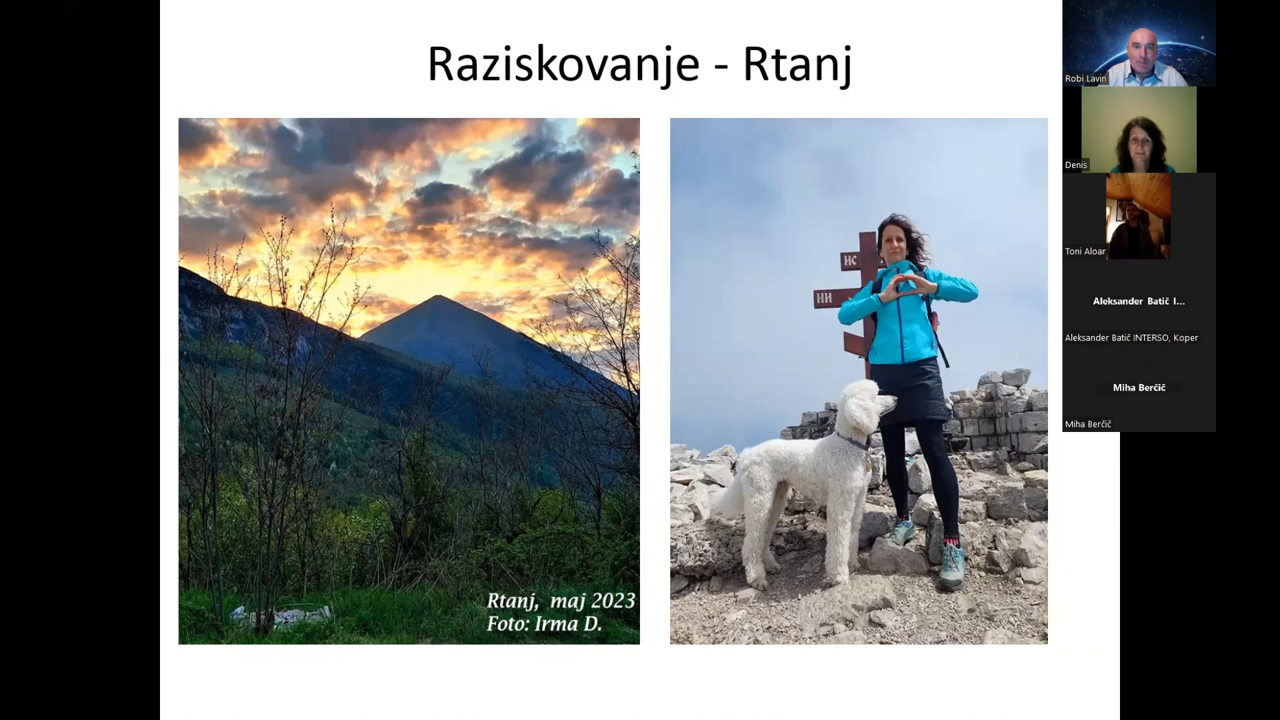 Raziskovanje - Rtanj
Rtanj, maj 2023
Foto: Irma D.
ИС
НИ
Robi Lavin
Denis
Toni Aloar
Aleksander Batič I...
Aleksander Batič INTERSO, Koper
Miha Berčič
Miha Berčič